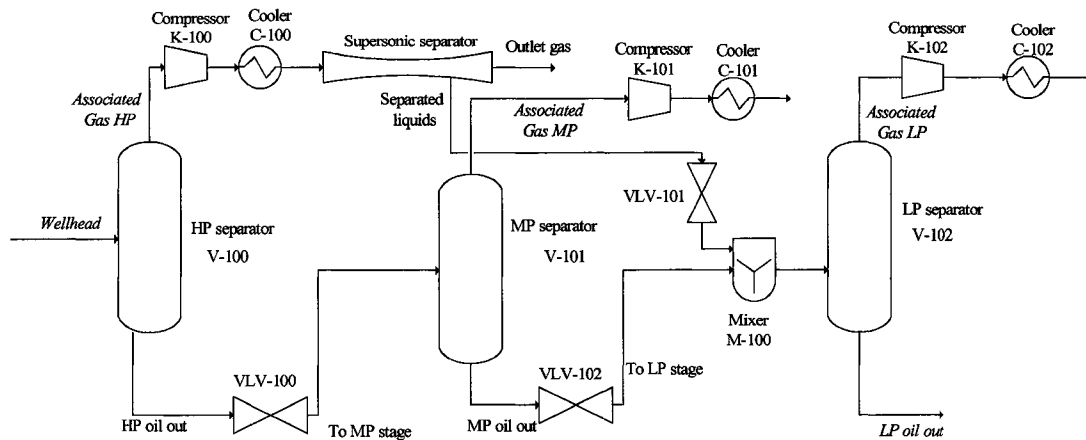 Compressor
K-100
Cooler
C-100
Supersonic separator
Outlet gas
Compressor
K-101
Cooler
C-101
Compressor
K-102
Cooler
C-102
Associated
Gas HP
Separated
liquids
Associated
Gas MP
Associated
Gas LP
VLV-101
Wellhead
HP separator
V-100
MP separator
V-101
LP separator
V-102
Mixer
M-100
VLV-100
VLV-102
To LP stage
HP oil out
To MP stage
MP oil out
LP oil out